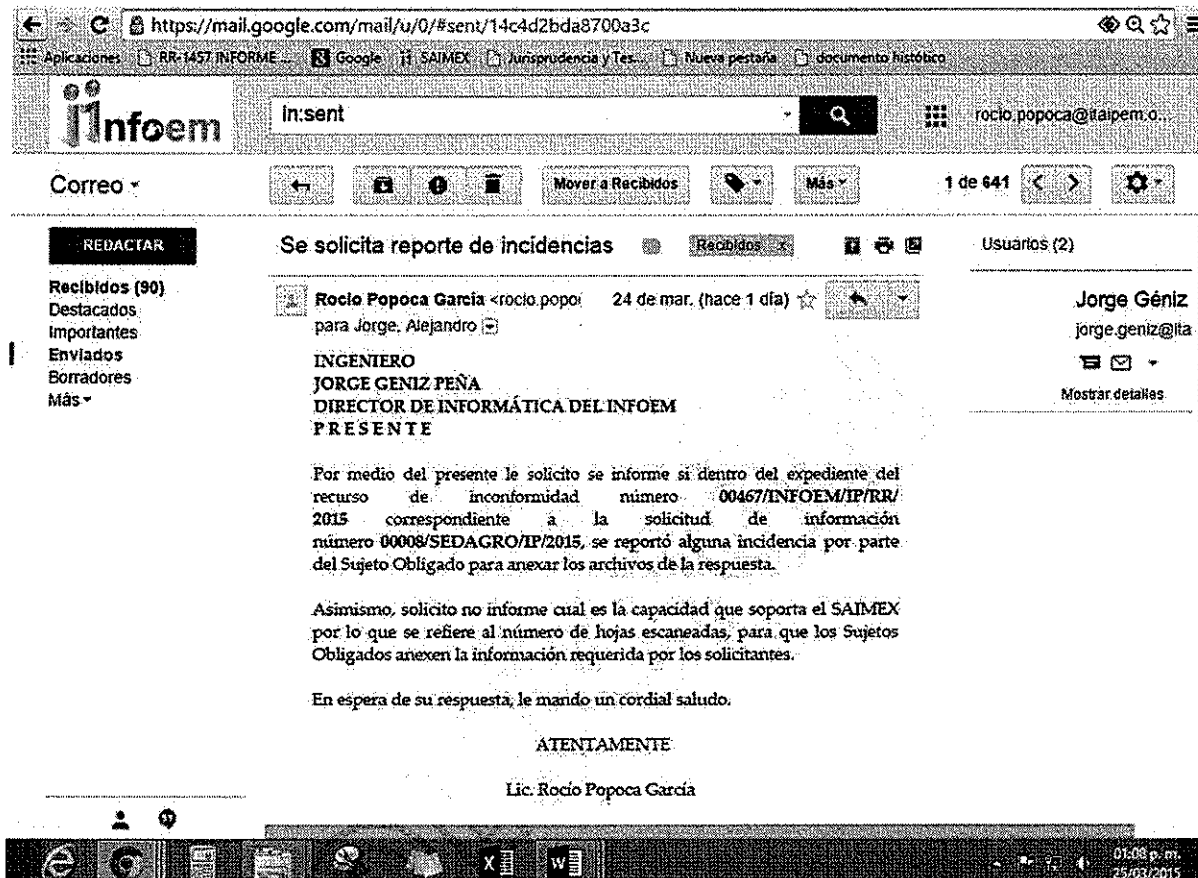 https://mail.google.com/mail/u/0/#sent/14c4d2bda8700a3c
Aplicaciones RR-1457 INFORME ... Google SAIMEX Jurisprudencia y Tes... Nueva pestaña documento histótico
Infoem
in:sent
rocio.popoca@itaipem.o...
Correo
Mover a Recibidos
Más
1 de 641
REDACTAR
Se solicita reporte de incidencias
Recibidos x
Usuarios (2)
Recibidos (90)
Destacados
Importantes
Enviados
Borradores
Más
Rocío Popoca García <rocio.popoc
24 de mar. (hace 1 día)
para Jorge, Alejandro
Jorge Géniz
jorge.geniz@ita
Mostrar detalles
INGENIERO
JORGE GENIZ PEÑA
DIRECTOR DE INFORMÁTICA DEL INFOEM
P R E S E N T E
Por medio del presente le solicito se informe si dentro del expediente del
recurso de inconformidad número 00467/INFOEM/IP/RR/
2015 correspondiente a la solicitud de información
número 00008/SEDAGRO/IP/2015, se reportó alguna incidencia por parte
del Sujeto Obligado para anexar los archivos de la respuesta.
Asimismo, solicito no informe cual es la capacidad que soporta el SAIMEX
por lo que se refiere al número de hojas escaneadas, para que los Sujetos
Obligados anexen la información requerida por los solicitantes.
En espera de su respuesta, le mando un cordial saludo.
ATENTAMENTE
Lic. Rocío Popoca García
01:08 p. m.
25/03/2015